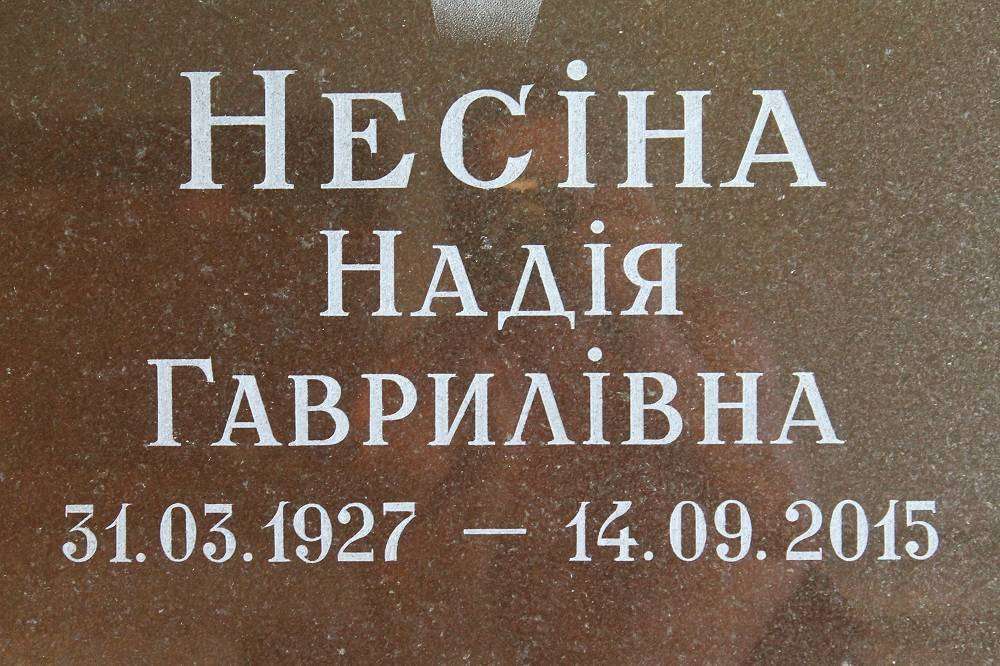 Несіна
Надія
Гаврилівна
31.03.1927 — 14.09.2015